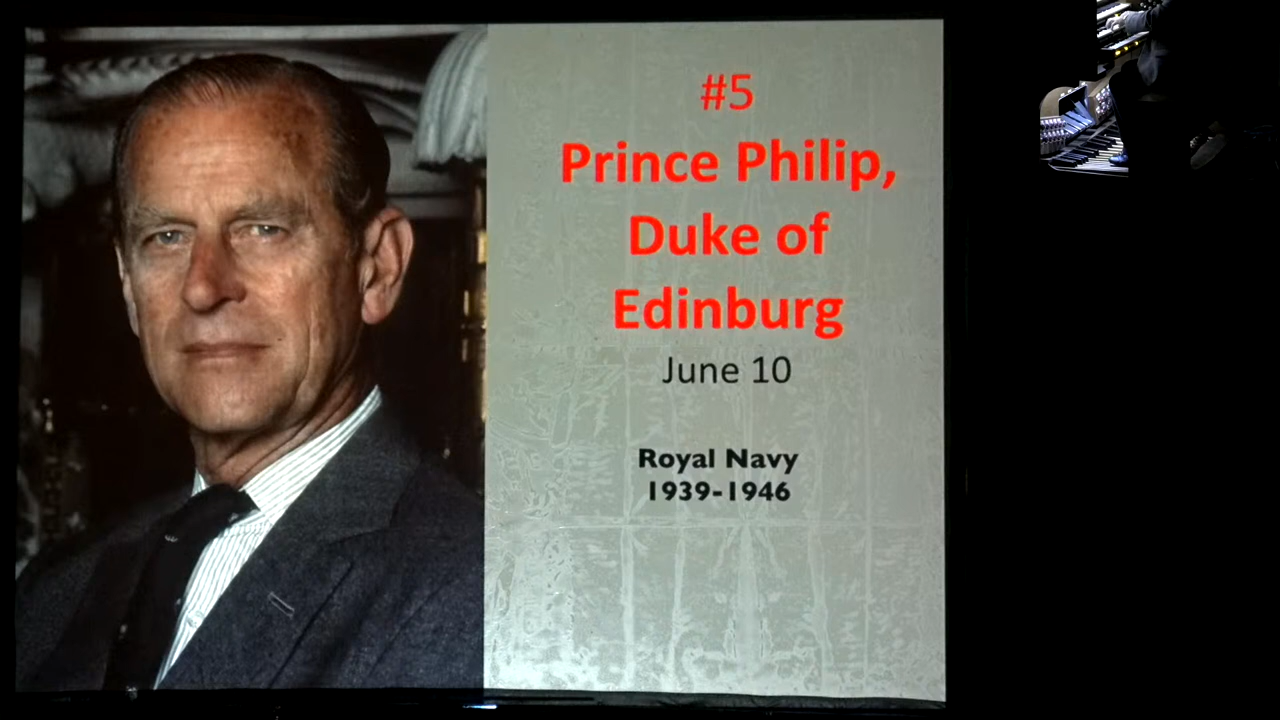 #5
Prince Philip,
Duke of
Edinburg
June 10
Royal Navy
1939-1946